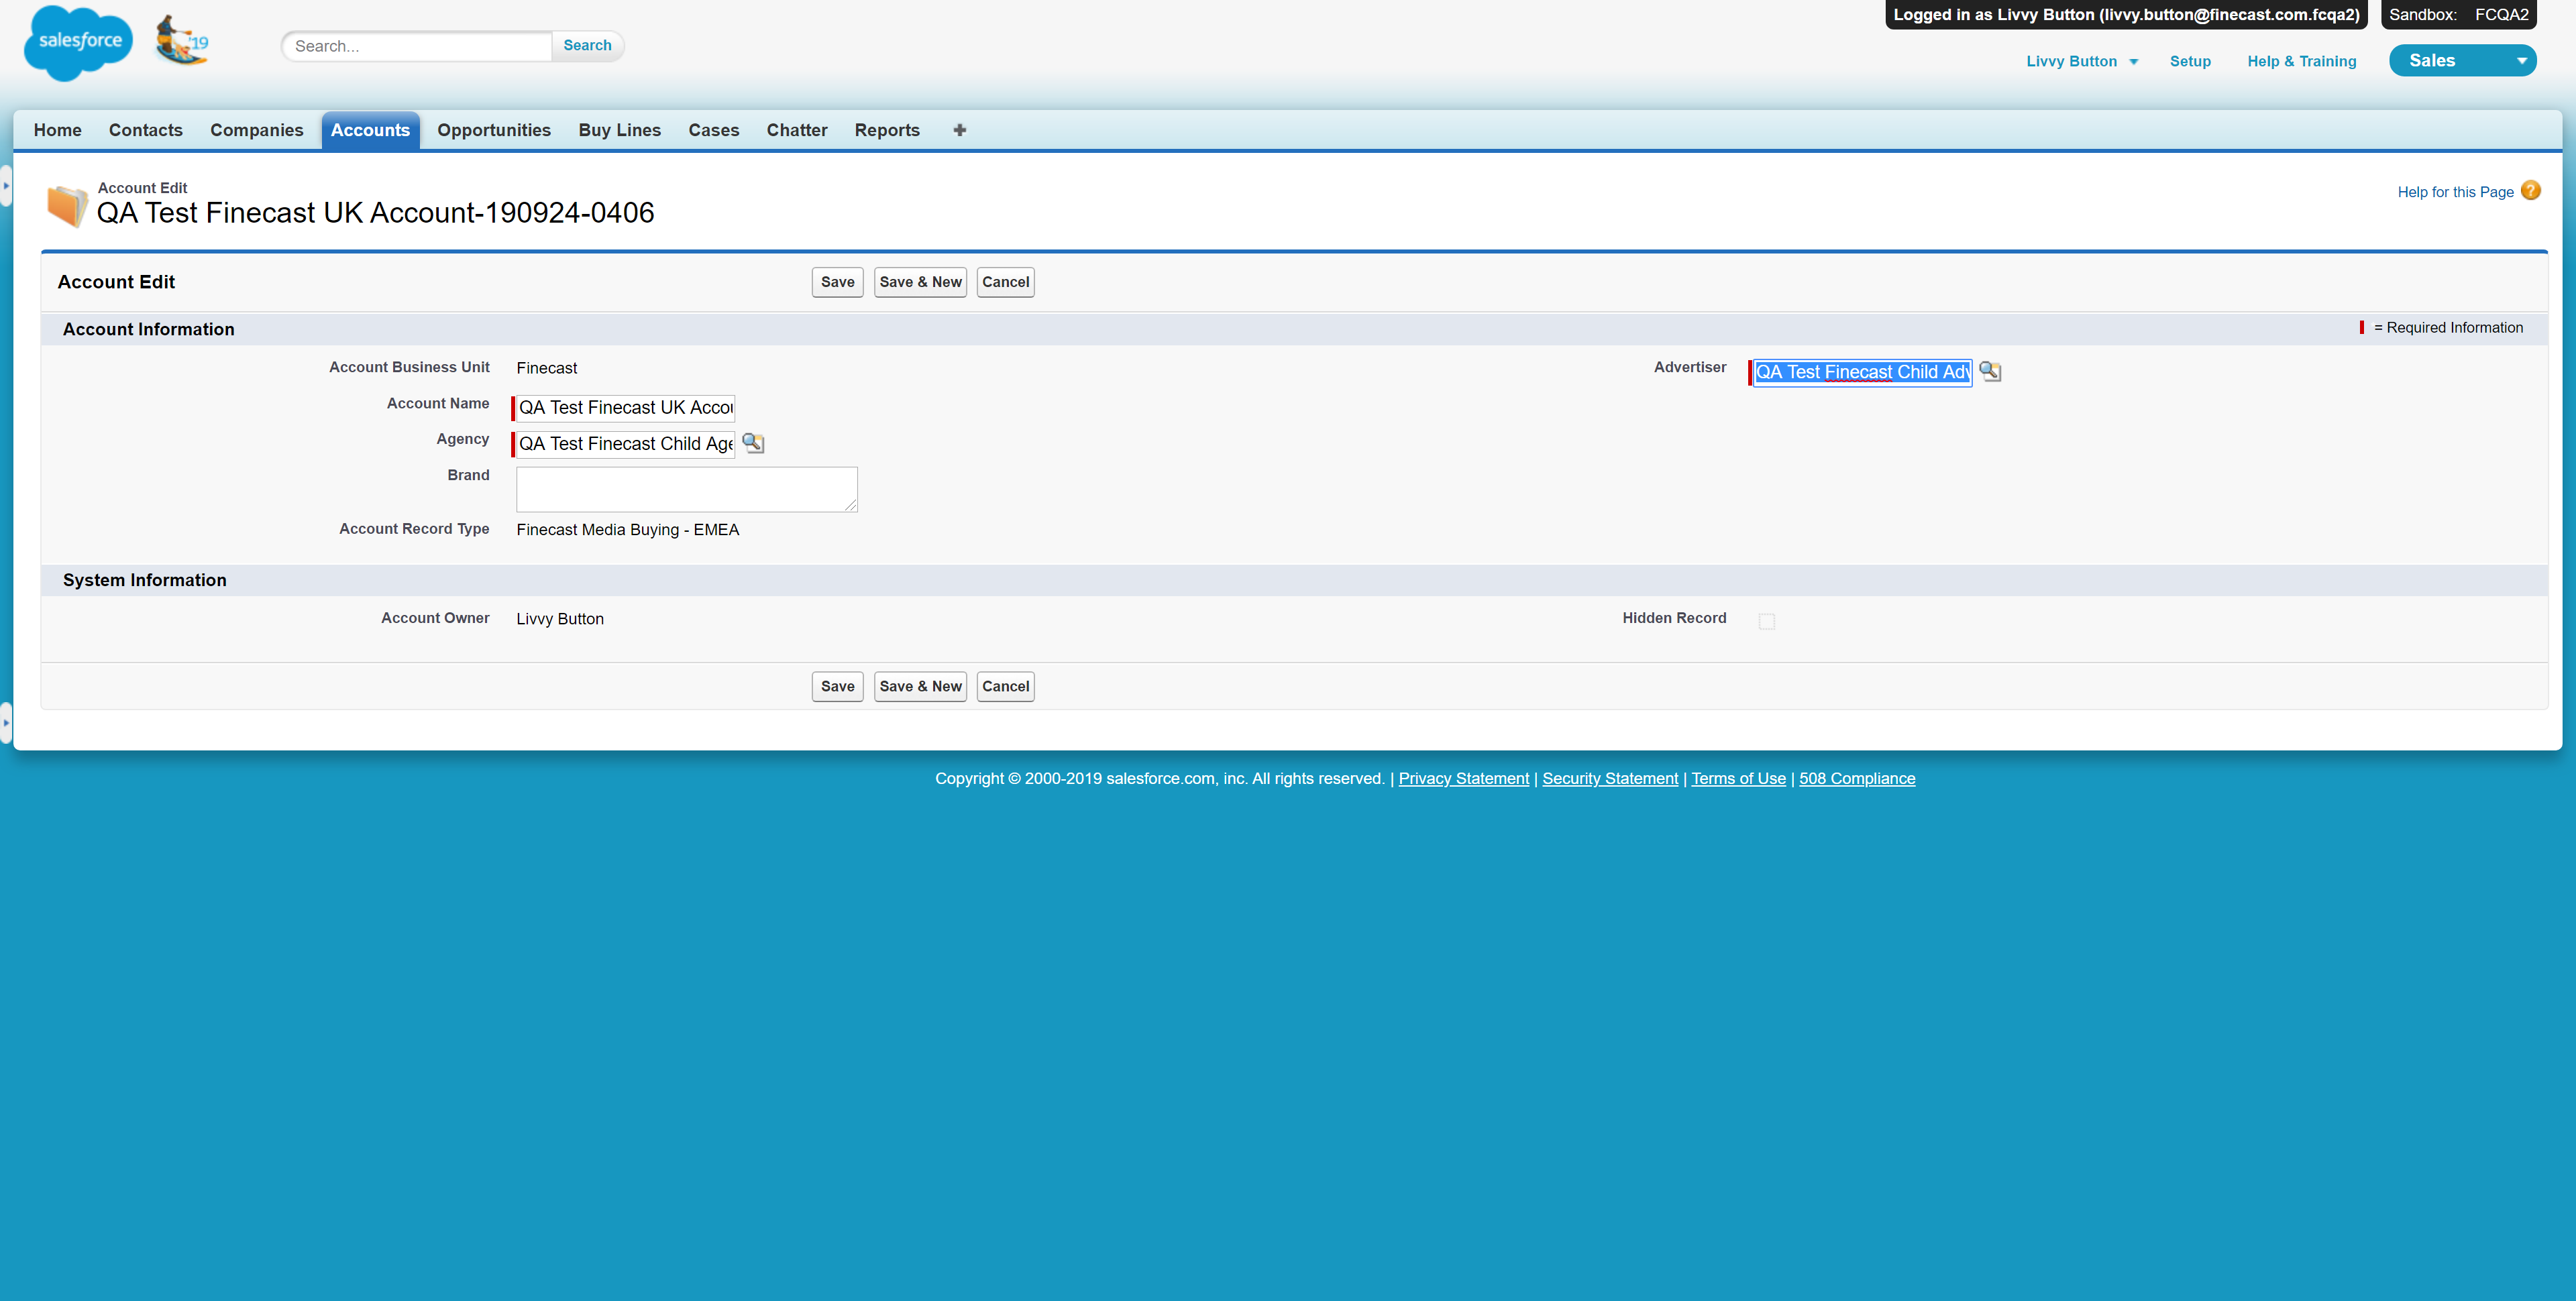 Logged in as Livvy Button (livvy.button@finecast.com.fcqa2) Sandbox: FCQA2
salesforce '19 Search... Search
Livvy Button Setup Help & Training Sales
Home Contacts Companies Accounts Opportunities Buy Lines Cases Chatter Reports
Account Edit
QA Test Finecast UK Account-190924-0406
Help for this Page ?
Account Edit Save Save & New Cancel
Account Information = Required Information
Account Business Unit Finecast Advertiser QA Test Finecast Child Adv
Account Name QA Test Finecast UK Accou
Agency QA Test Finecast Child Age
Brand
Account Record Type Finecast Media Buying - EMEA
System Information
Account Owner Livvy Button Hidden Record
Save Save & New Cancel
Copyright © 2000-2019 salesforce.com, inc. All rights reserved. | Privacy Statement | Security Statement | Terms of Use | 508 Compliance